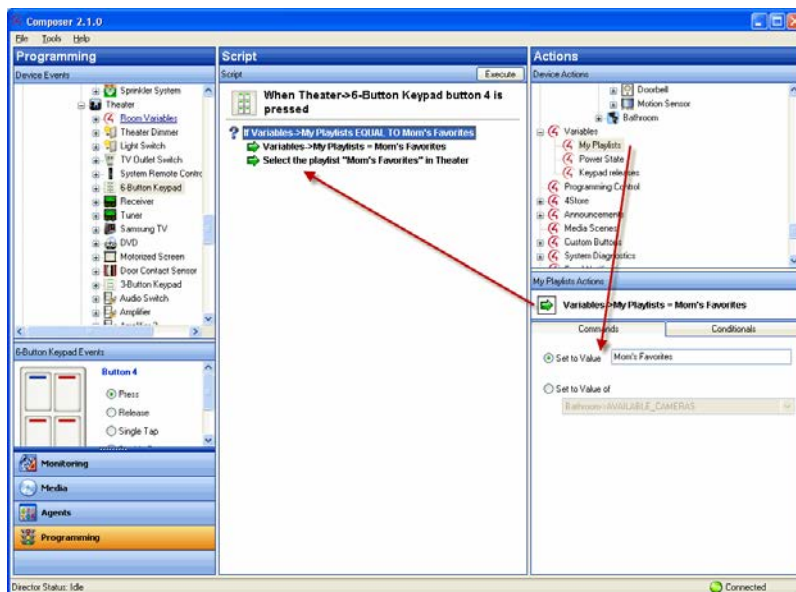 Composer 2.1.0
File Tools Help
Programming
Device Events
Sprinkler System
Theater
Room Variables
Theater Dimmer
Light Switch
TV Outlet Switch
System Remote Contro
6-Button Keypad
Receiver
Tuner
Samsung TV
DVD
Motorized Screen
Door Contact Sensor
3-Button Keypad
Audio Switch
Amplifier
6-Button Keypad Events
Button 4
Press
Release
Single Tap
Monitoring
Media
Agents
Programming
Script
Script
Execute
When Theater->6-Button Keypad button 4 is
pressed
If Variables->My Playlists EQUAL TO Mom's Favorites
Variables->My Playlists = Mom's Favorites
Select the playlist "Mom's Favorites" in Theater
Actions
Device Actions
Doorbell
Motion Sensor
Bathroom
Variables
My Playlists
Power State
Keypad releases
Programming Control
4Store
Announcements
Media Scenes
Custom Buttons
System Diagnostics
My Playlists Actions
Variables->My Playlists = Mom's Favorites
Commands Conditionals
Set to Value Mom's Favorites
Set to Value of
Bathroom->AVAILABLE_CAMERAS
Director Status: Idle
Connected